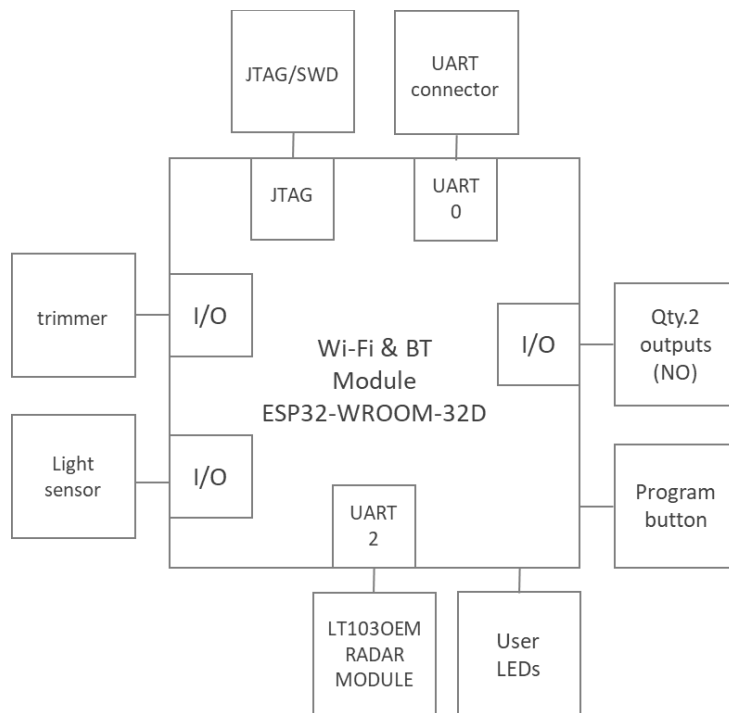 JTAG/SWD
UART
connector
JTAG
UART
0
trimmer
I/O
I/O
Qty.2
outputs
(NO)
Wi-Fi & BT
Module
ESP32-WROOM-32D
Light
sensor
I/O
Program
button
UART
2
LT103OEM
RADAR
MODULE
User
LEDs